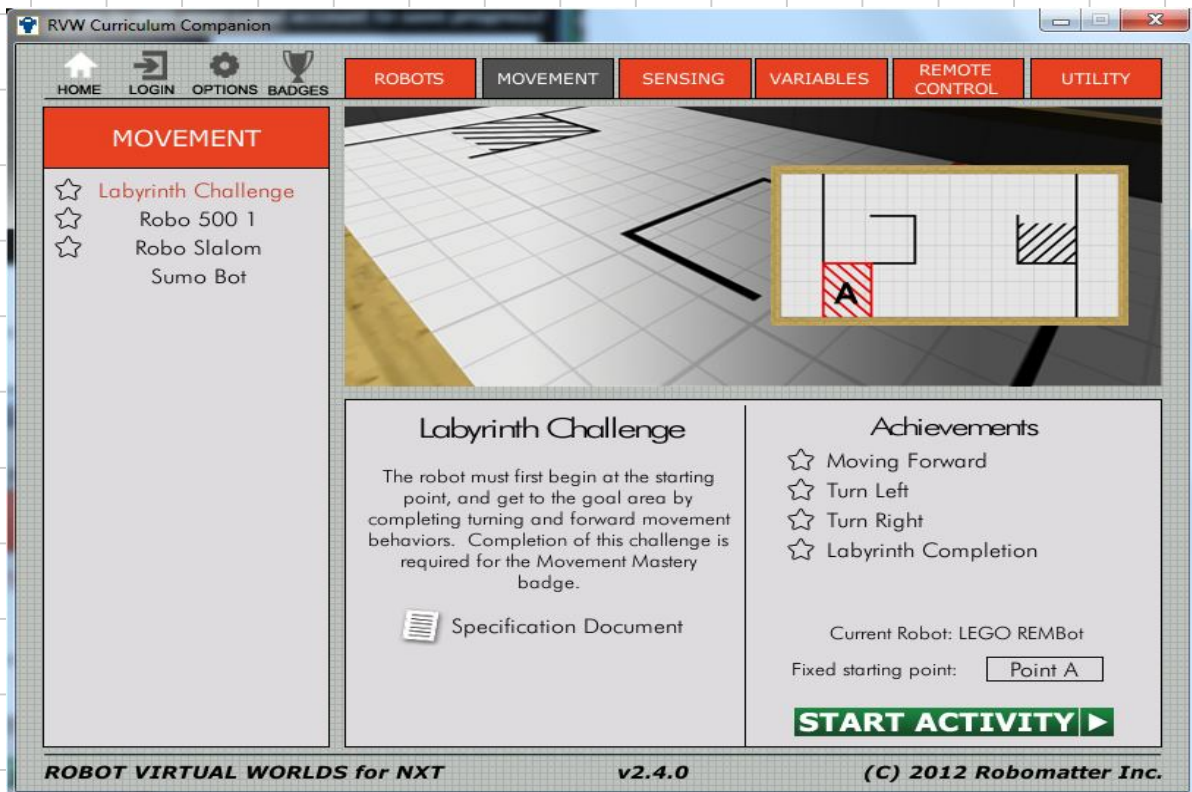 RVW Curriculum Companion
HOME LOGIN OPTIONS BADGES
ROBOTS MOVEMENT SENSING VARIABLES REMOTE CONTROL UTILITY
MOVEMENT
Labyrinth Challenge
Robo 500 1
Robo Slalom
Sumo Bot
A
Labyrinth Challenge
The robot must first begin at the starting
point, and get to the goal area by
completing turning and forward movement
behaviors. Completion of this challenge is
required for the Movement Mastery
badge.
Specification Document
Achievements
Moving Forward
Turn Left
Turn Right
Labyrinth Completion
Current Robot: LEGO REMBot
Fixed starting point: Point A
START ACTIVITY
ROBOT VIRTUAL WORLDS for NXT v2.4.0 (C) 2012 Robomatter Inc.